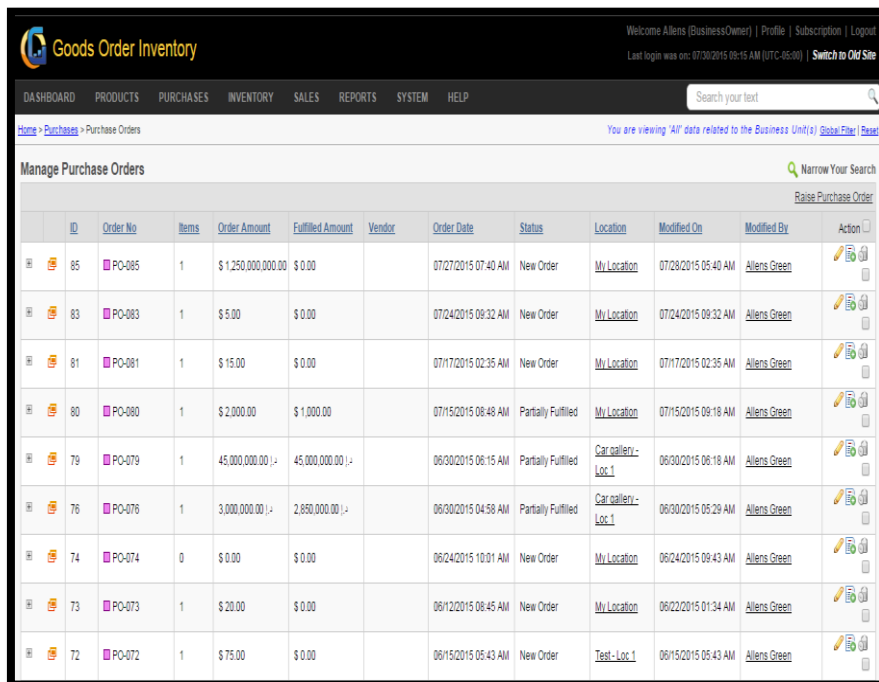 Goods Order Inventory
Welcome Allens (BusinessOwner) | Profile | Subscription | Logout
Last login was on: 07/30/2015 09:15 AM (UTC-05:00) | Switch to Old Site
DASHBOARD PRODUCTS PURCHASES INVENTORY SALES REPORTS SYSTEM HELP Search your text
Home > Purchases > Purchase Orders You are viewing 'All' data related to the Business Unit(s) Global Filter | Reset
Manage Purchase Orders Narrow Your Search
Raise Purchase Order
ID Order No Items Order Amount Fulfilled Amount Vendor Order Date Status Location Modified On Modified By Action
85 PO-085 1 $ 1,250,000,000.00 $ 0.00 07/27/2015 07:40 AM New Order My Location 07/28/2015 05:40 AM Allens Green
83 PO-083 1 $ 5.00 $ 0.00 07/24/2015 09:32 AM New Order My Location 07/24/2015 09:32 AM Allens Green
81 PO-081 1 $ 15.00 $ 0.00 07/17/2015 02:35 AM New Order My Location 07/17/2015 02:35 AM Allens Green
80 PO-080 1 $ 2,000.00 $ 1,000.00 07/15/2015 08:48 AM Partially Fulfilled My Location 07/15/2015 09:18 AM Allens Green
79 PO-079 1 45,000,000.00 45,000,000.00 06/30/2015 06:15 AM Partially Fulfilled Car gallery - Loc 1 06/30/2015 06:18 AM Allens Green
76 PO-076 1 3,000,000.00 2,850,000.00 06/30/2015 04:58 AM Partially Fulfilled Car gallery - Loc 1 06/30/2015 05:29 AM Allens Green
74 PO-074 0 $ 0.00 $ 0.00 06/24/2015 10:01 AM New Order My Location 06/24/2015 09:43 AM Allens Green
73 PO-073 1 $ 20.00 $ 0.00 06/12/2015 08:45 AM New Order My Location 06/22/2015 01:34 AM Allens Green
72 PO-072 1 $ 75.00 $ 0.00 06/15/2015 05:43 AM New Order Test - Loc 1 06/15/2015 05:43 AM Allens Green